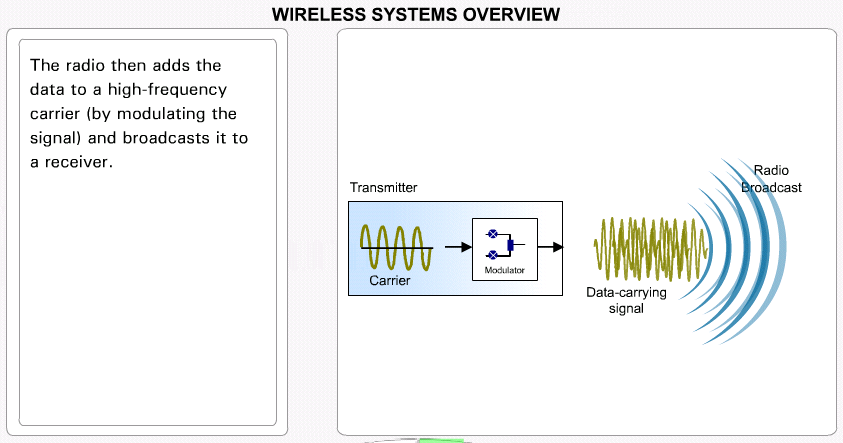 WIRELESS SYSTEMS OVERVIEW
The radio then adds the
data to a high-frequency
carrier (by modulating the
signal) and broadcasts it to
a receiver.
Transmitter
Carrier
Modulator
Data-carrying
signal
Radio
Broadcast